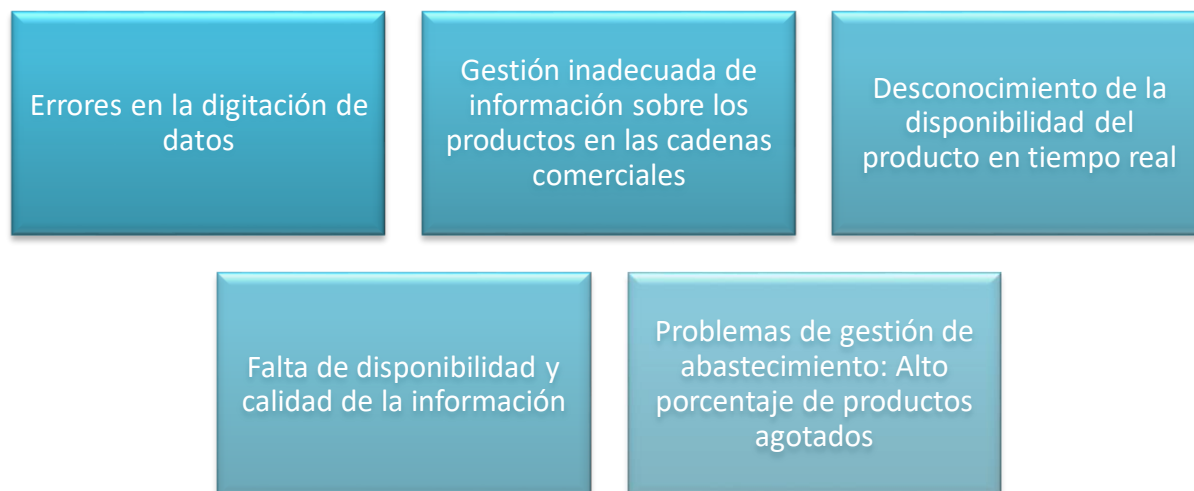 Errores en la digitación de
datos
Gestión inadecuada de
información sobre los
productos en las cadenas
comerciales
Desconocimiento de la
disponibilidad del
producto en tiempo real
Falta de disponibilidad y
calidad de la información
Problemas de gestión de
abastecimiento: Alto
porcentaje de productos
agotados